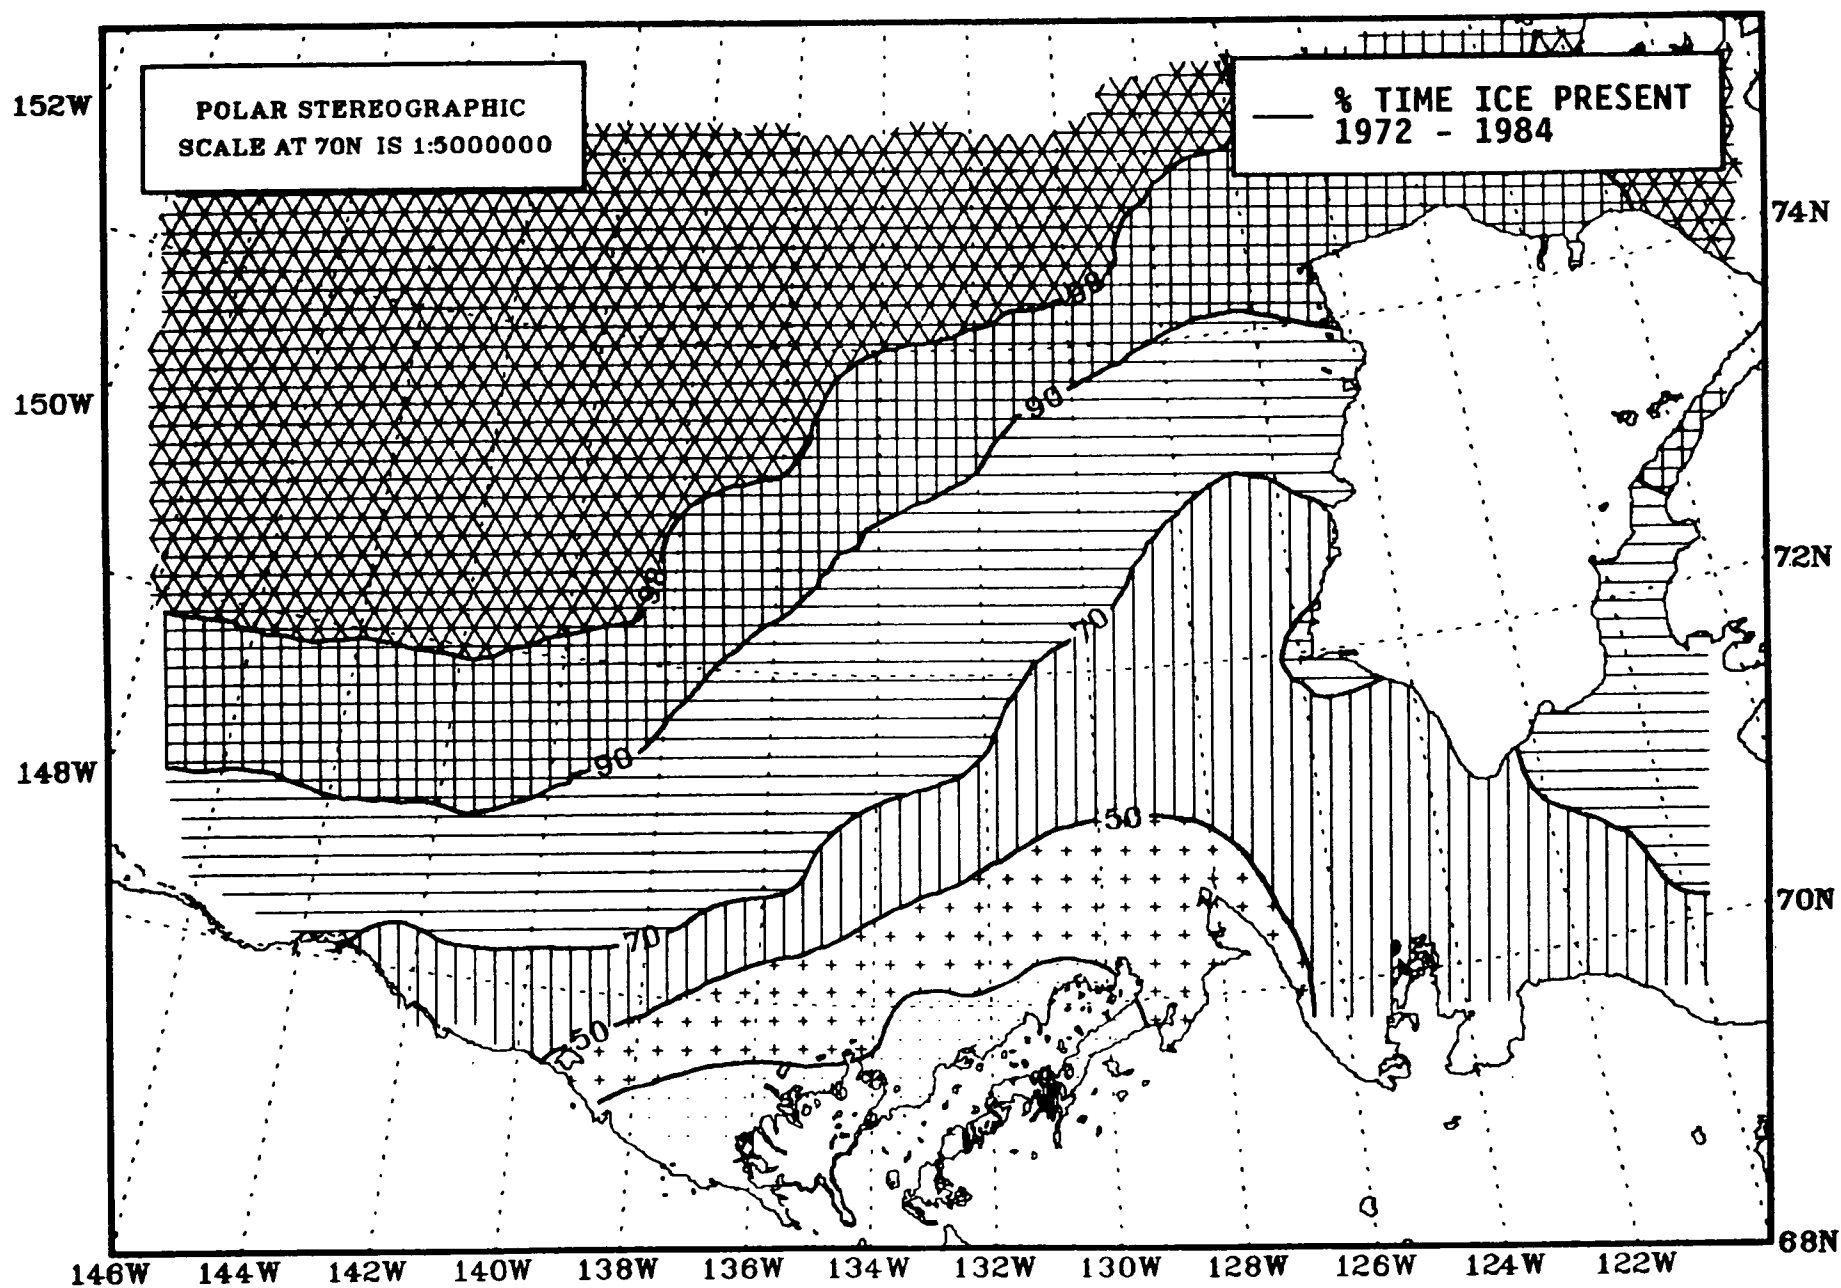 POLAR STEREOGRAPHIC
SCALE AT 70N IS 1:5000000
% TIME ICE PRESENT
1972 - 1984
152W
150W
148W
74N
72N
70N
68N
98
98
90
90
70
70
50
50
146W 144W 142W 140W 138W 136W 134W 132W 130W 128W 126W 124W 122W